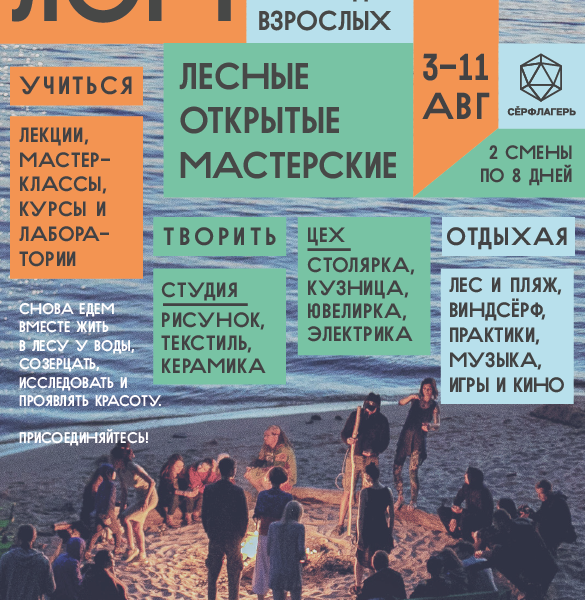 ВЗРОСЛЫХ
3–11
АВГ
СЁРФЛАГЕРЬ
ЛЕСНЫЕ
ОТКРЫТЫЕ
МАСТЕРСКИЕ
2 СМЕНЫ
ПО 8 ДНЕЙ
УЧИТЬСЯ
ЛЕКЦИИ,
МАСТЕР–
КЛАССЫ,
КУРСЫ И
ЛАБОРА–
ТОРИИ
ТВОРИТЬ
СТУДИЯ
РИСУНОК,
ТЕКСТИЛЬ,
КЕРАМИКА
ЦЕХ
СТОЛЯРКА,
КУЗНИЦА,
ЮВЕЛИРКА,
ЭЛЕКТРИКА
ОТДЫХАЯ
ЛЕС И ПЛЯЖ,
ВИНДСЁРФ,
ПРАКТИКИ,
МУЗЫКА,
ИГРЫ И КИНО
СНОВА ЕДЕМ
ВМЕСТЕ ЖИТЬ
В ЛЕСУ У ВОДЫ,
СОЗЕРЦАТЬ,
ИССЛЕДОВАТЬ И
ПРОЯВЛЯТЬ КРАСОТУ.
ПРИСОЕДИНЯЙТЕСЬ!